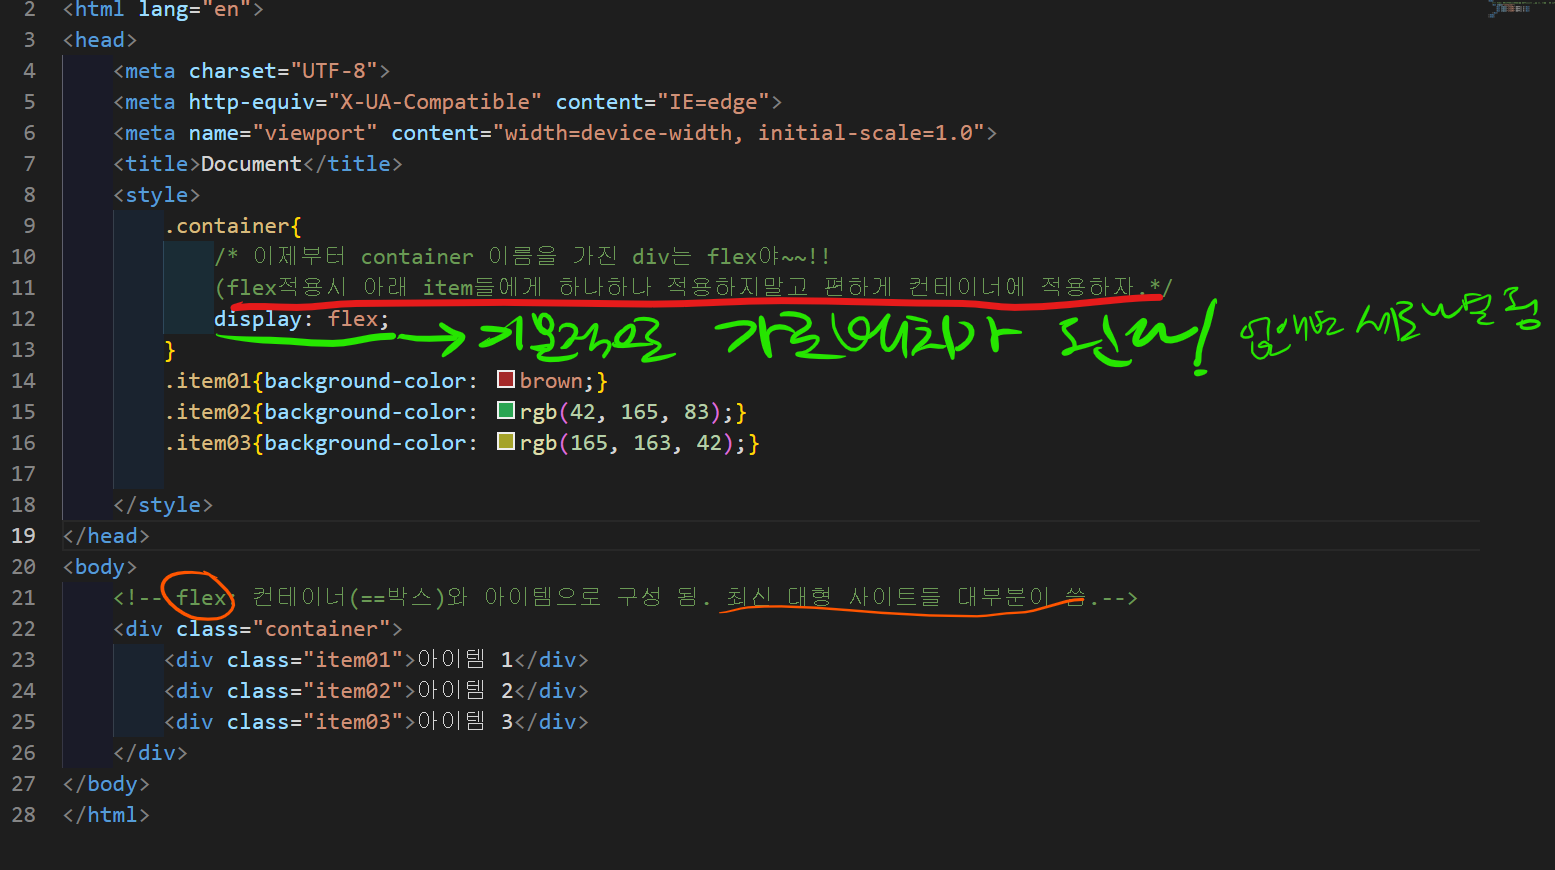 2 <html lang="en">
3 <head>
4 <meta charset="UTF-8">
5 <meta http-equiv="X-UA-Compatible" content="IE=edge">
6 <meta name="viewport" content="width=device-width, initial-scale=1.0">
7 <title>Document</title>
8 <style>
9 .container{
10 /* 이제부터 container 이름을 가진 div는 flex야~~!!
11 (flex적용시 아래 item들에게 하나하나 적용하지말고 편하게 컨테이너에 적용하자.*/
12 display: flex; → 기본적으로 가로배치가 된다!
13 }
14 .item01{background-color: brown;}
15 .item02{background-color: rgb(42, 165, 83);}
16 .item03{background-color: rgb(165, 163, 42);}
17
18 </style>
19 </head>
20 <body>
21 <!-- flex: 컨테이너(==박스)와 아이템으로 구성 됨. 최신 대형 사이트들 대부분이 씀.-->
22 <div class="container">
23 <div class="item01">아이템 1</div>
24 <div class="item02">아이템 2</div>
25 <div class="item03">아이템 3</div>
26 </div>
27 </body>
28 </html>